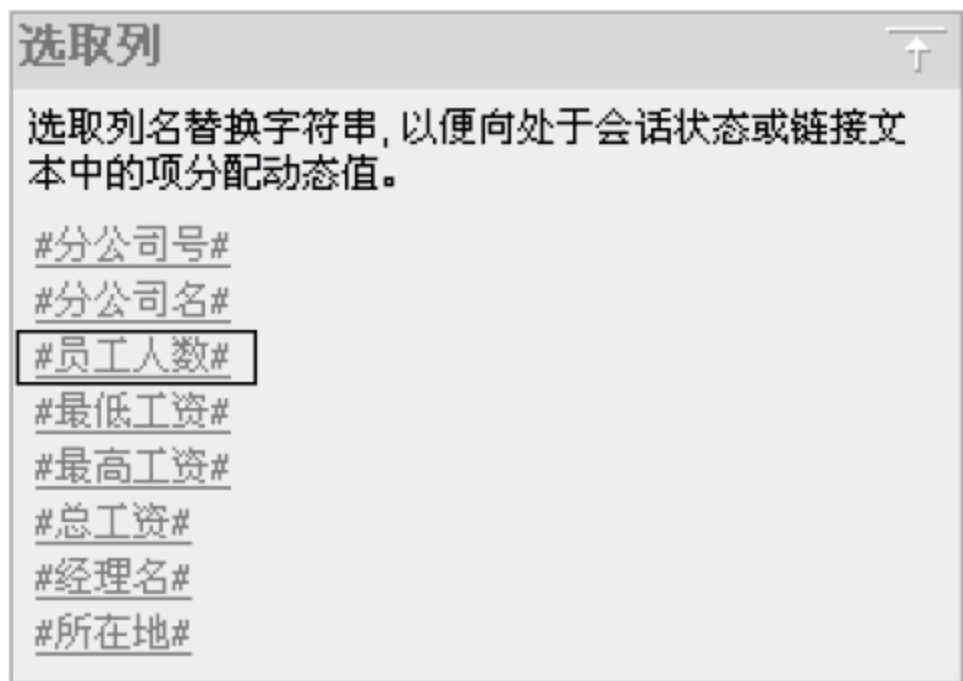 选取列
选取列名替换字符串, 以便向处于会话状态或链接文
本中的项分配动态值。
#分公司号#
#分公司名#
#员工人数#
#最低工资#
#最高工资#
#总工资#
#经理名#
#所在地#